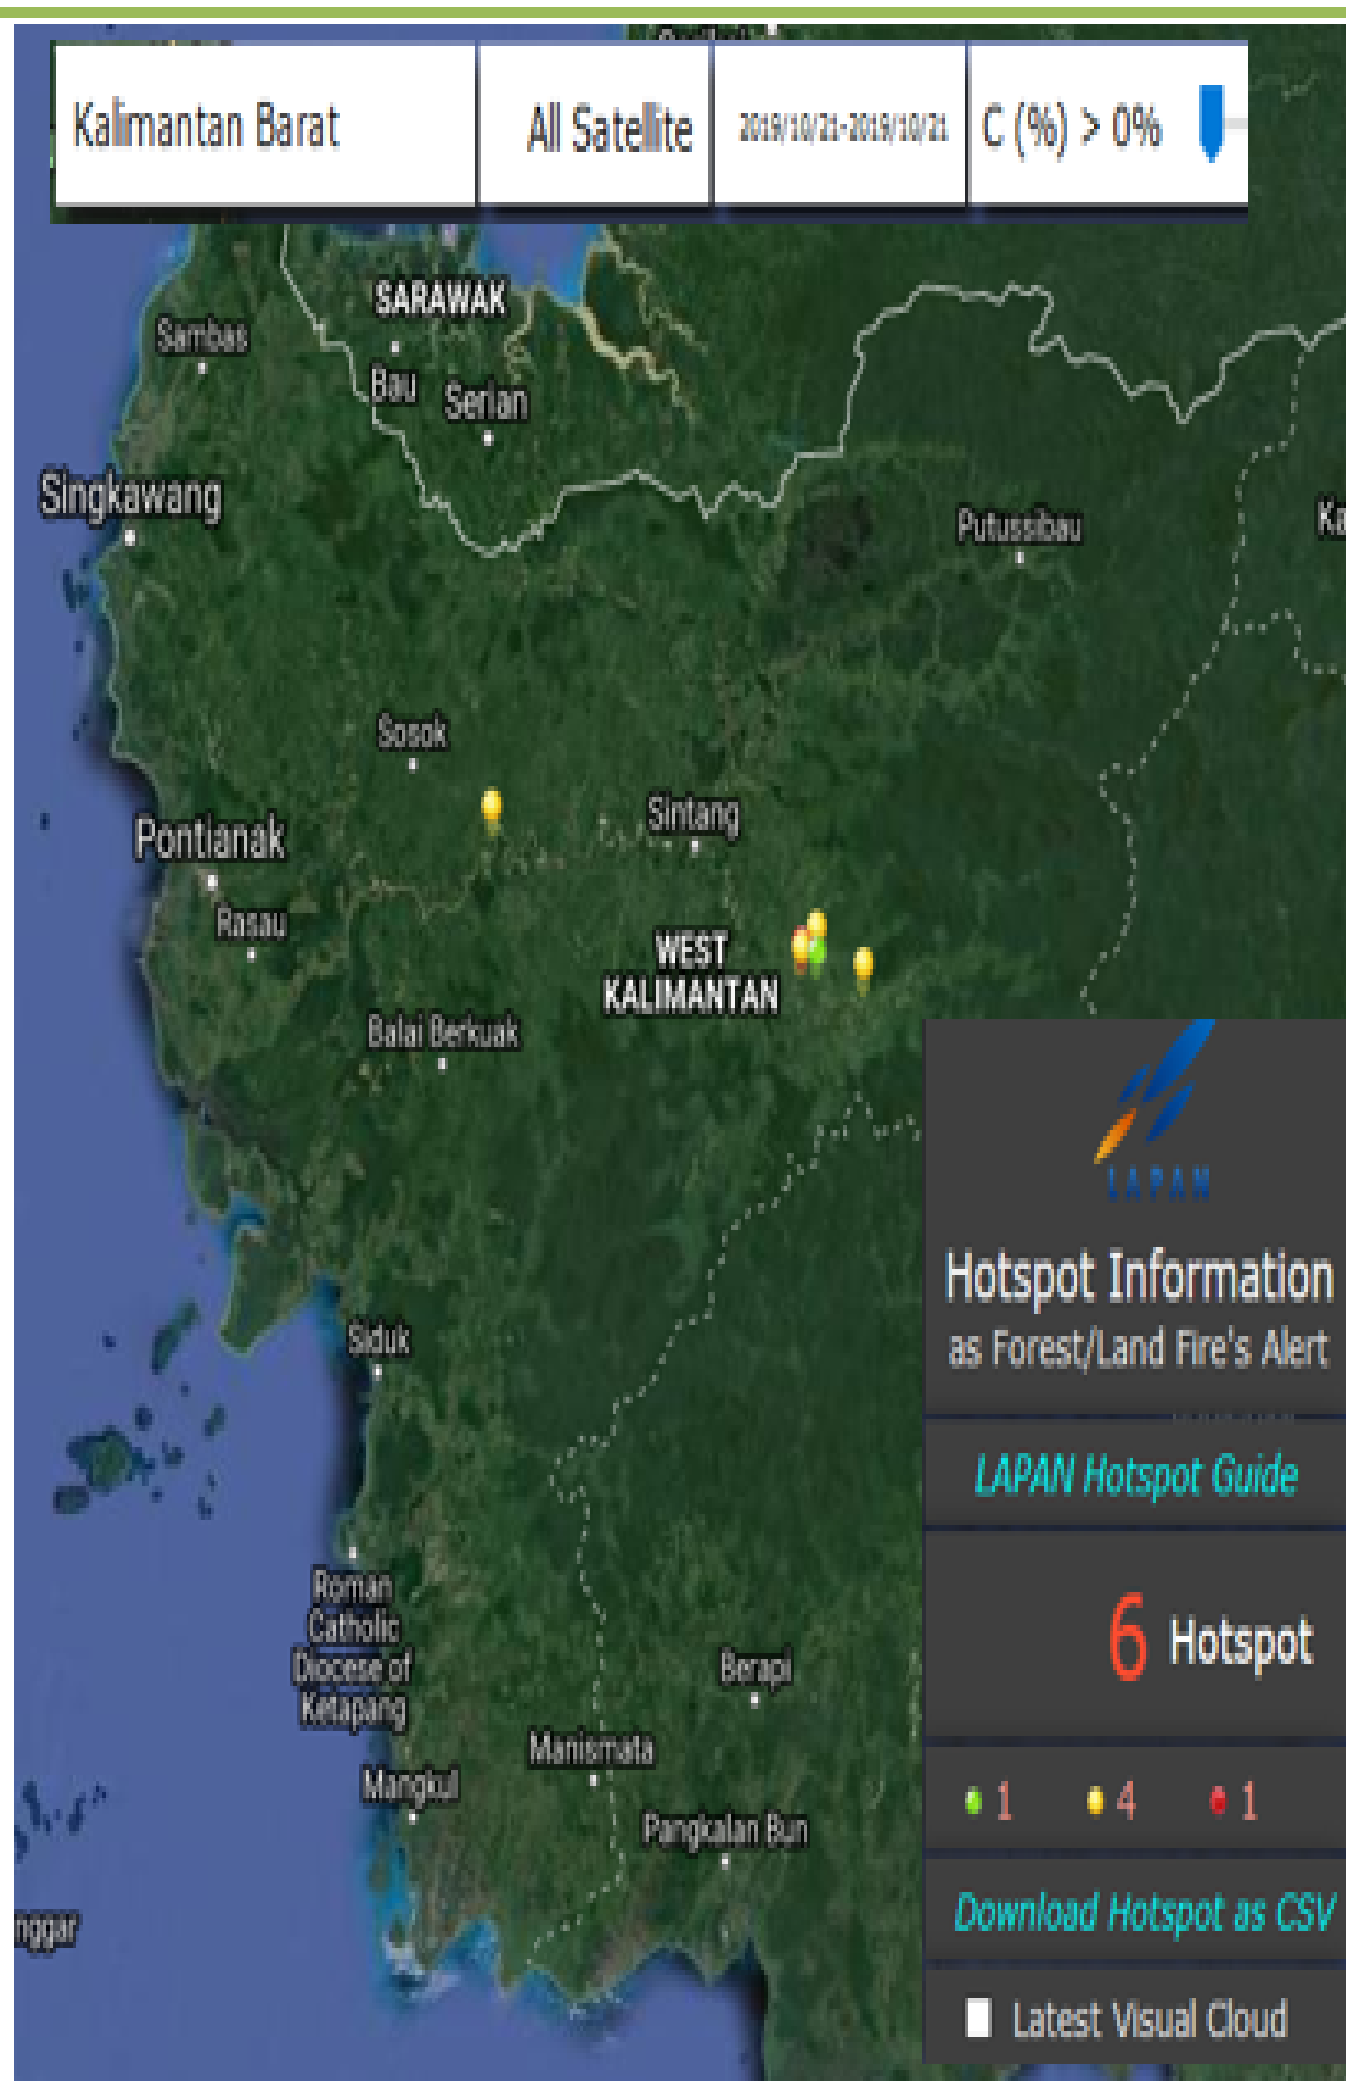 Kalimantan Barat
All Satellite
2019/10/21-2019/10/21
C (%) > 0%
SARAWAK
Sambas
Bau
Serian
Singkawang
Putussibau
Ka
Sosok
Sintang
Pontianak
Rasau
WEST
KALIMANTAN
Balai Berkuak
LAPAN
Hotspot Information
as Forest/Land Fire's Alert
Siduk
LAPAN Hotspot Guide
Roman
Catholic
Diocese of
Ketapang
6 Hotspot
Berapi
Manismata
Mangkul
1 4 1
Pangkalan Bun
Download Hotspot as CSV
nggar
Latest Visual Cloud